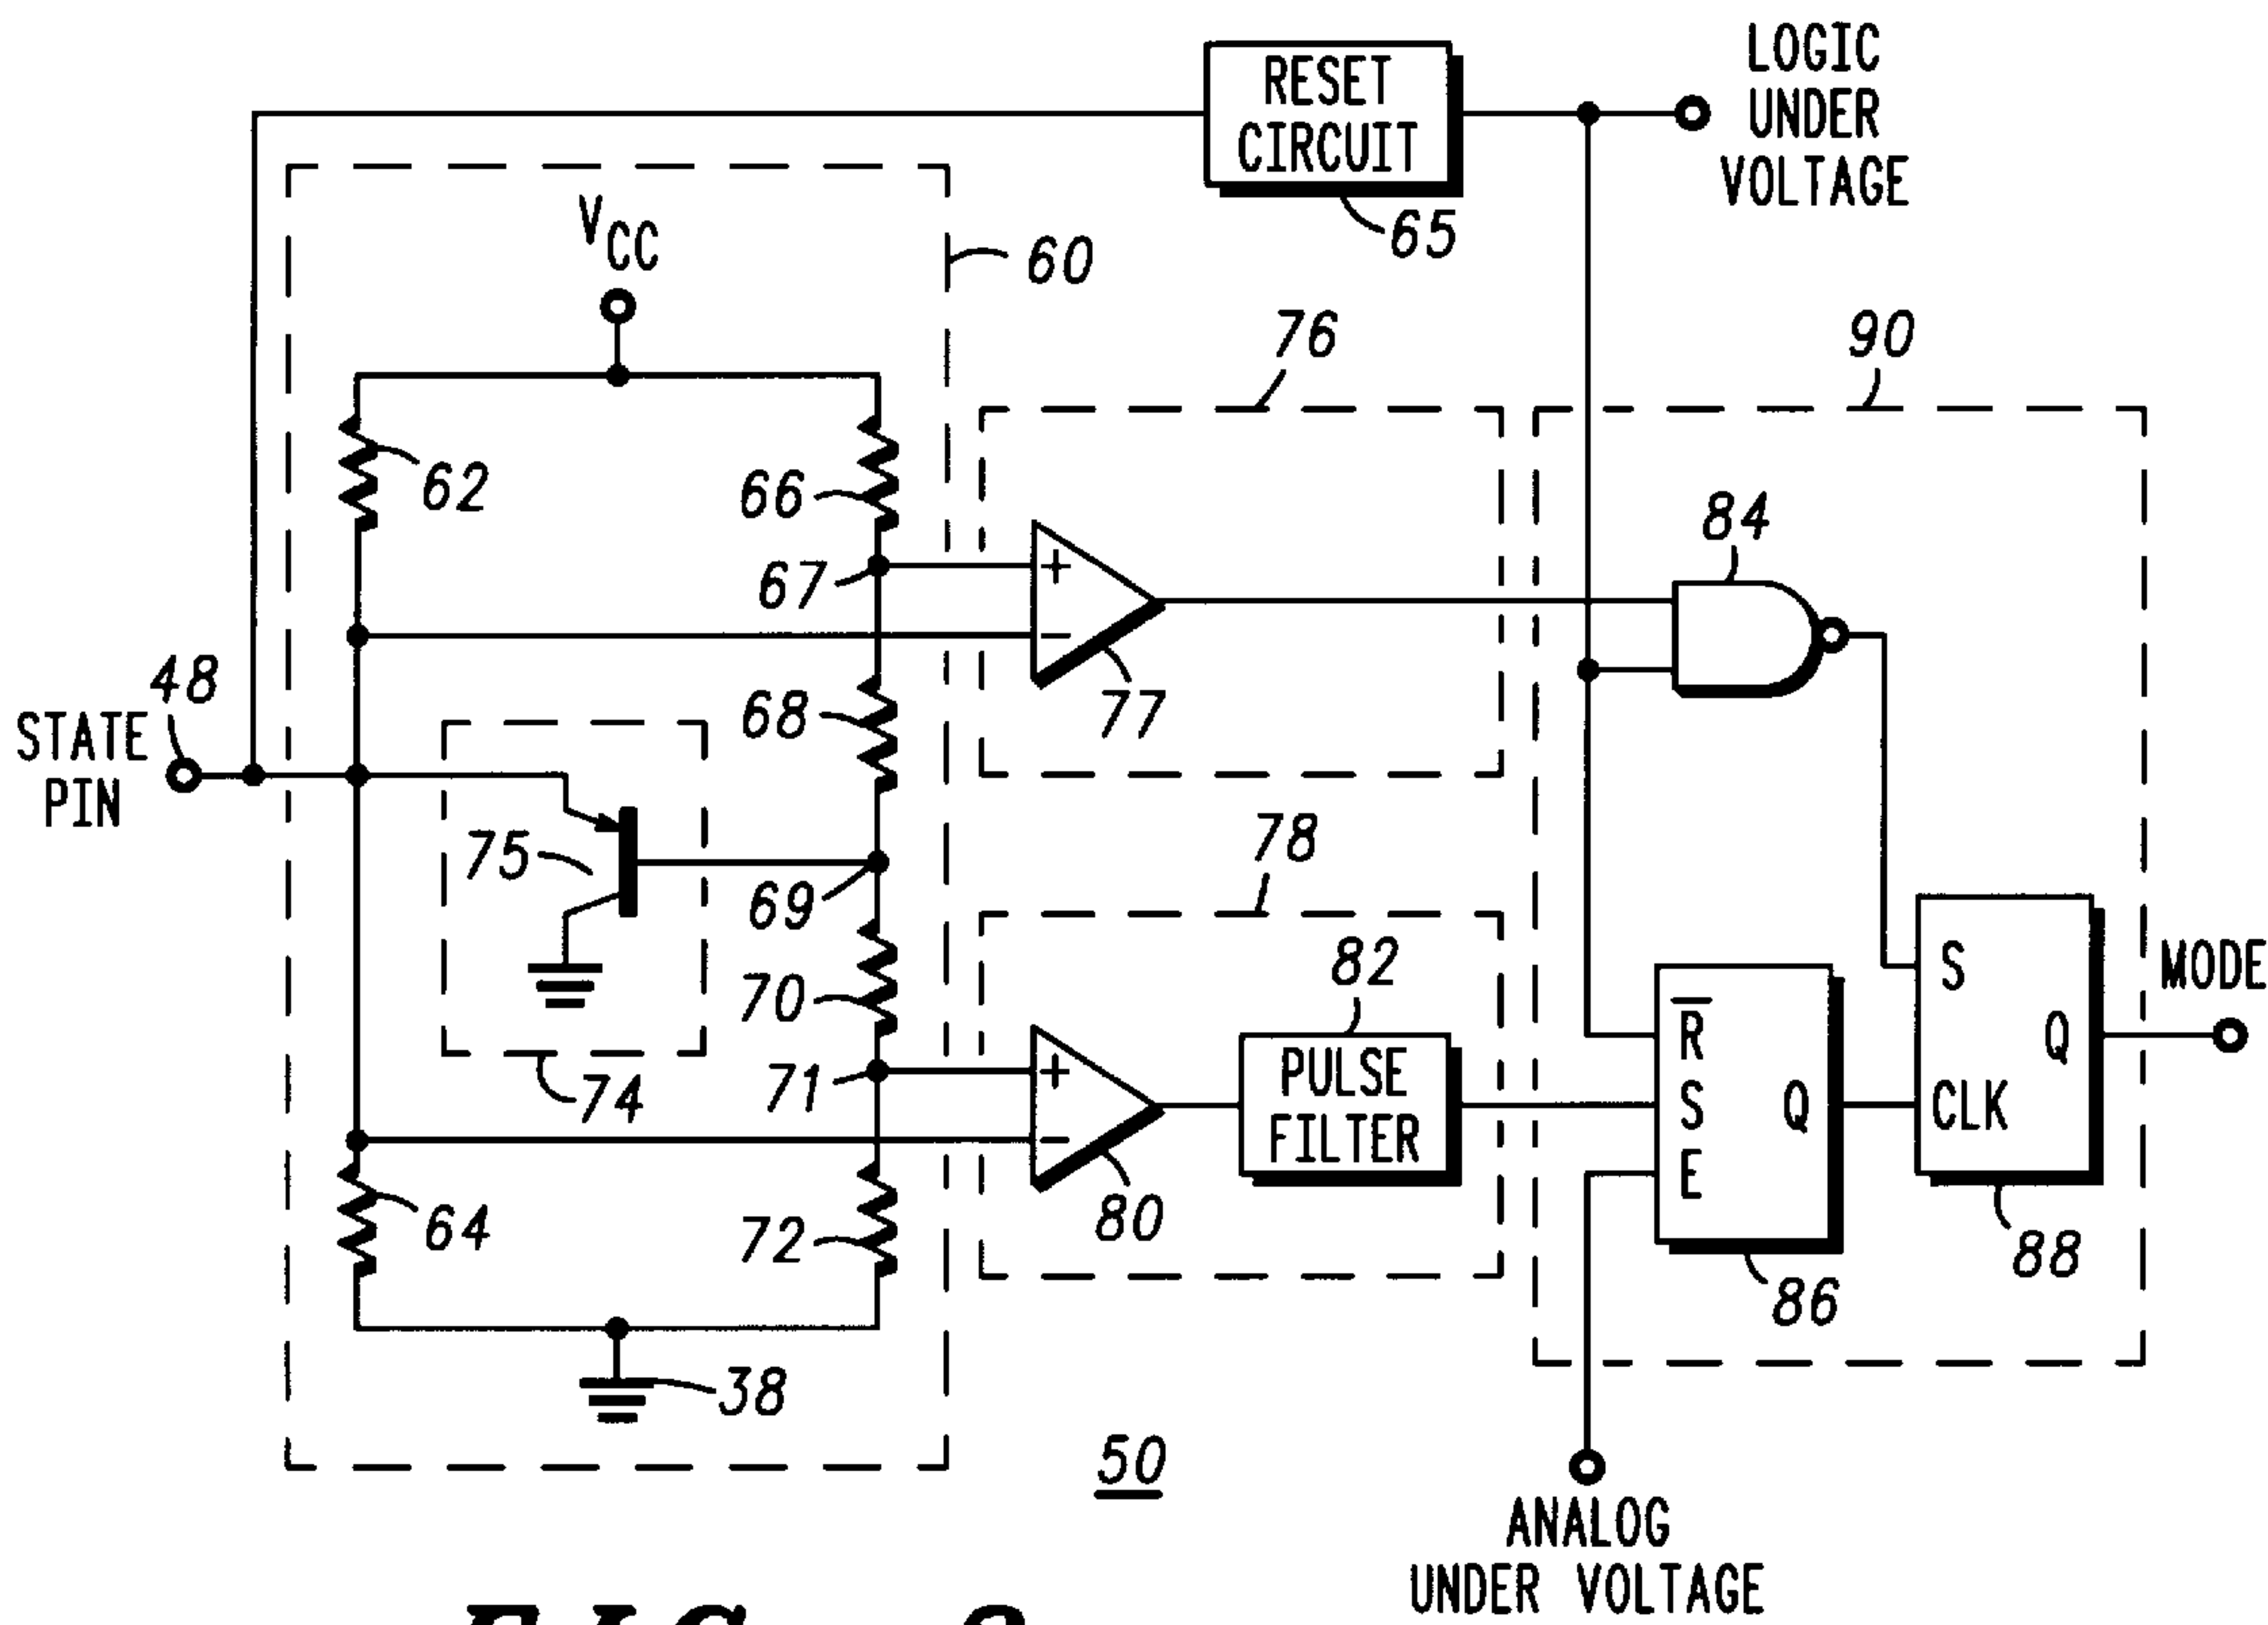 RESET
CIRCUIT
65
LOGIC
UNDER
VOLTAGE
VCC
60
76
90
62
66
67
77
84
48
STATE
PIN
68
75
69
78
74
70
71
80
82
PULSE
FILTER
R
S
E
Q
86
S
CLK
Q
88
MODE
64
72
38
50
ANALOG
UNDER VOLTAGE
+
−
+
−